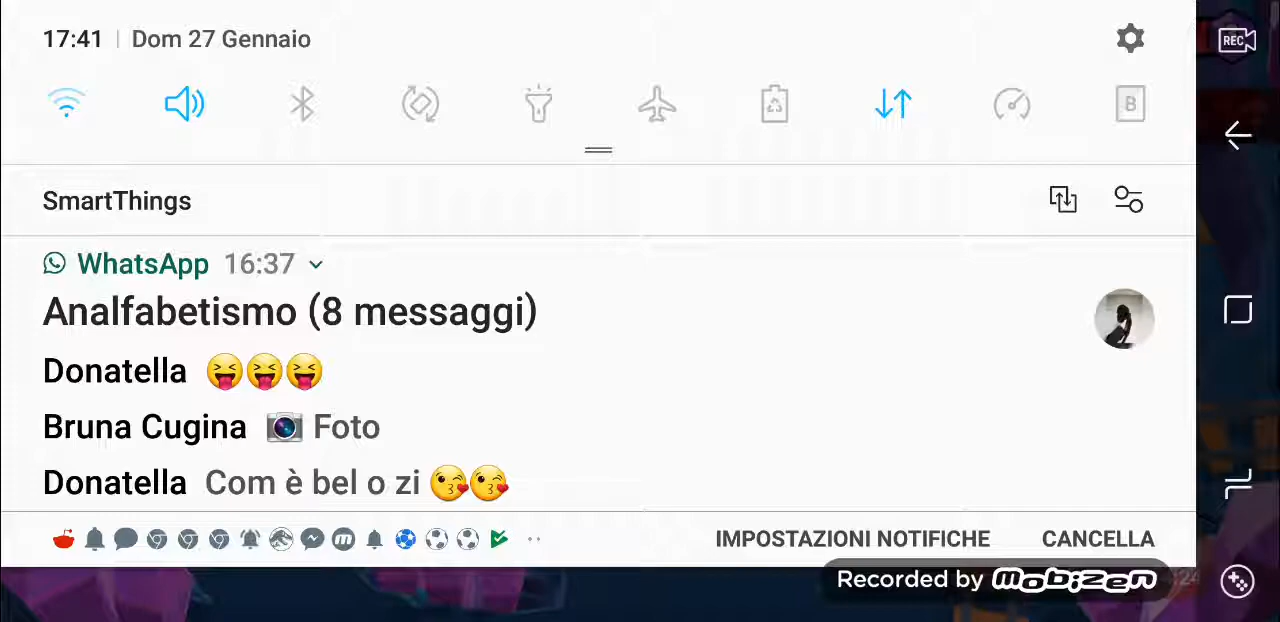 17:41 | Dom 27 Gennaio
REC
B
SmartThings
WhatsApp 16:37
Analfabetismo (8 messaggi)
Donatella 😝😝😝
Bruna Cugina 📷 Foto
Donatella Com è bel o zi 😘😘
IMPOSTAZIONI NOTIFICHE CANCELLA
Recorded by mobizen